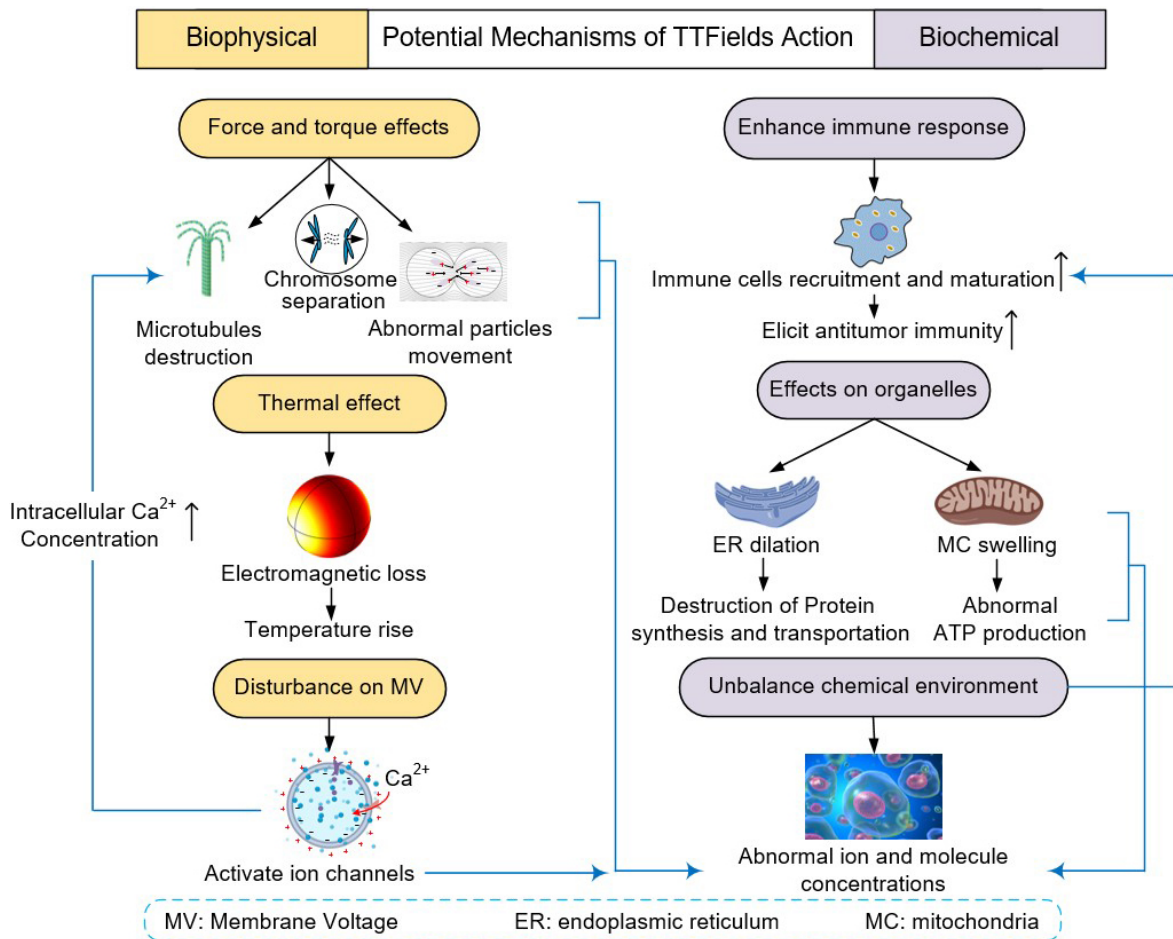 Biophysical
Potential Mechanisms of TTFields Action
Biochemical
Force and torque effects
Chromosome
separation
Microtubules
destruction
Abnormal particles
movement
Thermal effect
Intracellular Ca²⁺
Concentration
Electromagnetic loss
Temperature rise
Disturbance on MV
Ca²⁺
Activate ion channels
Enhance immune response
Immune cells recruitment and maturation
Elicit antitumor immunity
Effects on organelles
ER dilation
MC swelling
Destruction of Protein
synthesis and transportation
Abnormal
ATP production
Unbalance chemical environment
Abnormal ion and molecule
concentrations
MV: Membrane Voltage
ER: endoplasmic reticulum
MC: mitochondria